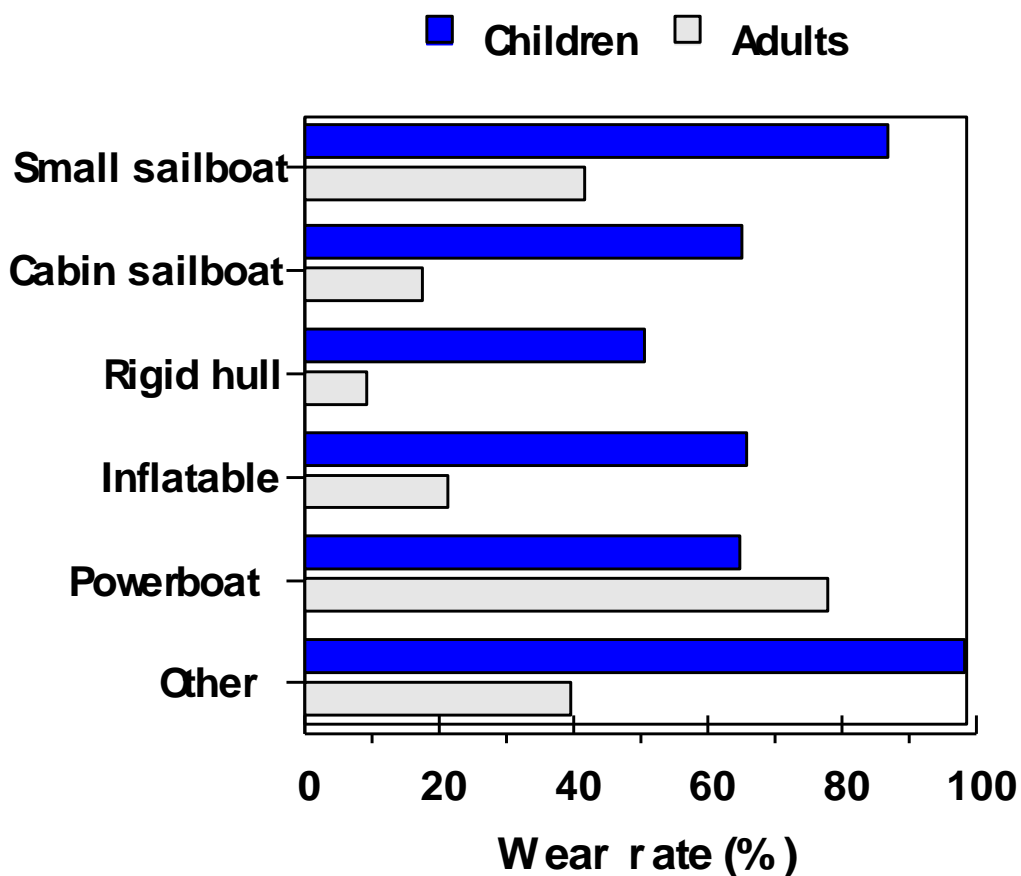 Children Adults
Small sailboat
Cabin sailboat
Rigid hull
Inflatable
Powerboat
Other
0 20 40 60 80 100
Wear rate (%)